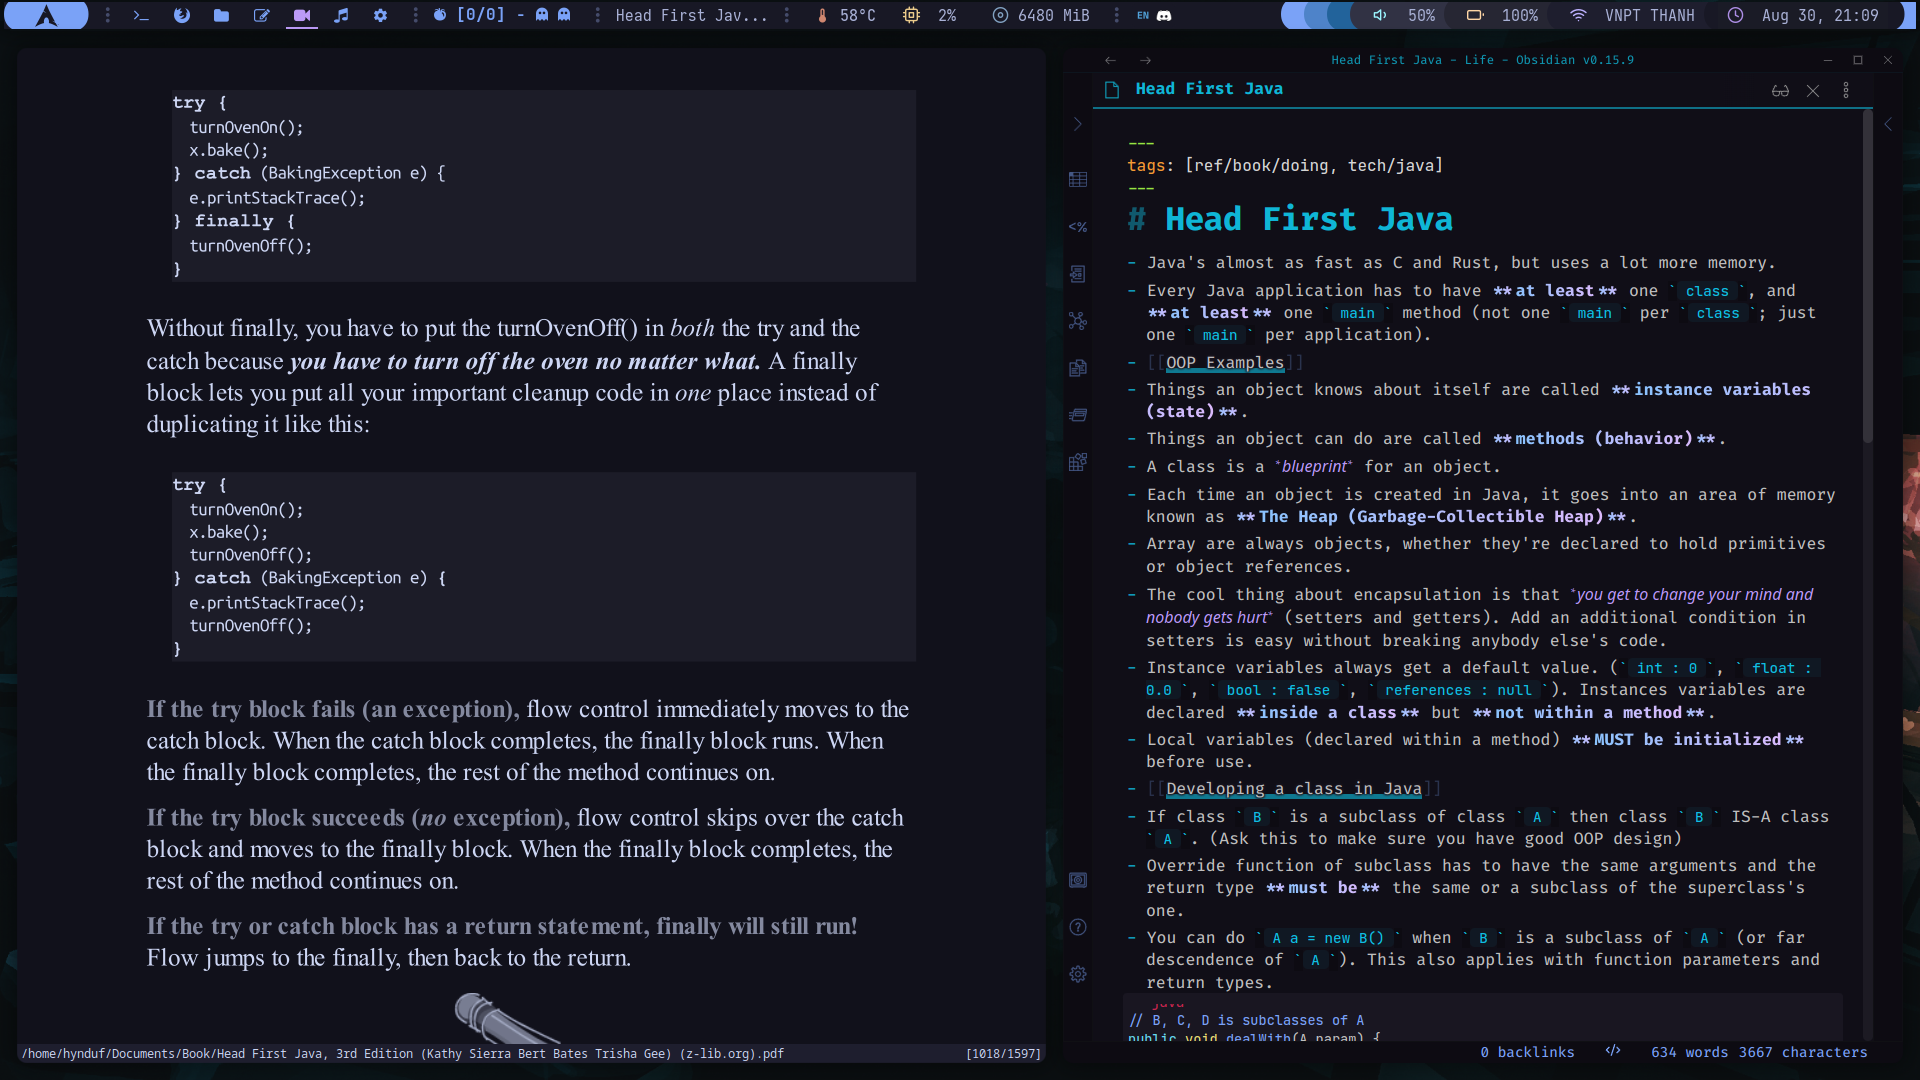 [0/0] -
Head First Jav...
58°C
2%
6480 MiB
EN
50%
100%
VNPT THANH
Aug 30, 21:09
try {
turnOvenOn();
x.bake();
} catch (BakingException e) {
e.printStackTrace();
} finally {
turnOvenOff();
}
Without finally, you have to put the turnOvenOff() in both the try and the
catch because you have to turn off the oven no matter what. A finally
block lets you put all your important cleanup code in one place instead of
duplicating it like this:
try {
turnOvenOn();
x.bake();
turnOvenOff();
} catch (BakingException e) {
e.printStackTrace();
turnOvenOff();
}
If the try block fails (an exception), flow control immediately moves to the
catch block. When the catch block completes, the finally block runs. When
the finally block completes, the rest of the method continues on.
If the try block succeeds (no exception), flow control skips over the catch
block and moves to the finally block. When the finally block completes, the
rest of the method continues on.
If the try or catch block has a return statement, finally will still run!
Flow jumps to the finally, then back to the return.
/home/hynduf/Documents/Book/Head First Java, 3rd Edition (Kathy Sierra Bert Bates Trisha Gee) (z-lib.org).pdf
[1018/1597]
Head First Java - Life - Obsidian v0.15.9
Head First Java
---
tags: [ref/book/doing, tech/java]
---
# Head First Java
- Java's almost as fast as C and Rust, but uses a lot more memory.
- Every Java application has to have **at least** one `class`, and
**at least** one `main` method (not one `main` per `class`; just
one `main` per application).
- [[OOP Examples]]
- Things an object knows about itself are called **instance variables
(state)**.
- Things an object can do are called **methods (behavior)**.
- A class is a *blueprint* for an object.
- Each time an object is created in Java, it goes into an area of memory
known as **The Heap (Garbage-Collectible Heap)**.
- Array are always objects, whether they're declared to hold primitives
or object references.
- The cool thing about encapsulation is that *you get to change your mind and
nobody gets hurt* (setters and getters). Add an additional condition in
setters is easy without breaking anybody else's code.
- Instance variables always get a default value. (`int : 0`, `float :
0.0`, `bool : false`, `references : null`). Instances variables are
declared **inside a class** but **not within a method**.
- Local variables (declared within a method) **MUST be initialized**
before use.
- [[Developing a class in Java]]
- If class `B` is a subclass of class `A` then class `B` IS-A class
`A`. (Ask this to make sure you have good OOP design)
- Override function of subclass has to have the same arguments and the
return type **must be** the same or a subclass of the superclass's
one.
- You can do `A a = new B()` when `B` is a subclass of `A` (or far
descendence of `A`). This also applies with function parameters and
return types.
java
// B, C, D is subclasses of A
public void dealWith(A param) {
0 backlinks
634 words 3667 characters